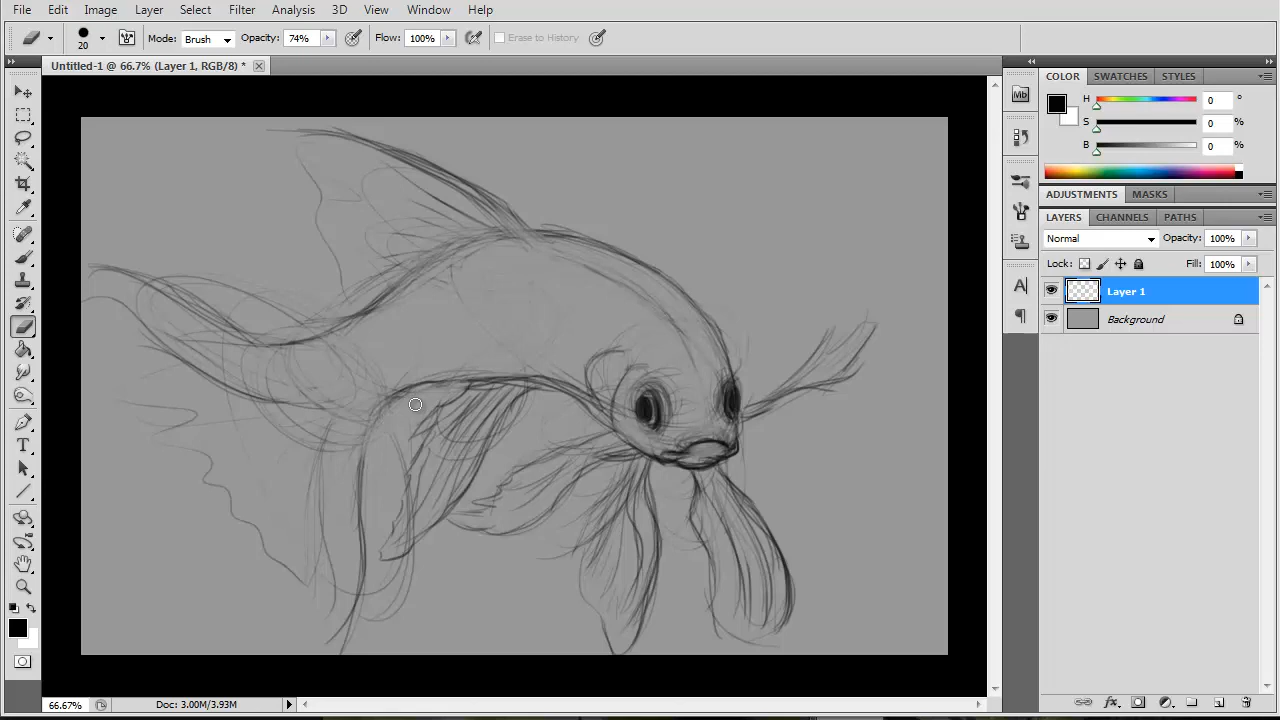 File Edit Image Layer Select Filter Analysis 3D View Window Help
20 Mode: Brush Opacity: 74% Flow: 100% Erase to History
Untitled-1 @ 66.7% (Layer 1, RGB/8) *
COLOR SWATCHES STYLES
Mb
H 0 °
S 0 %
B 0 %
ADJUSTMENTS MASKS
LAYERS CHANNELS PATHS
Normal Opacity: 100%
Lock: Fill: 100%
A
Layer 1
Background
T
66.67% Doc: 3.00M/3.93M
fx